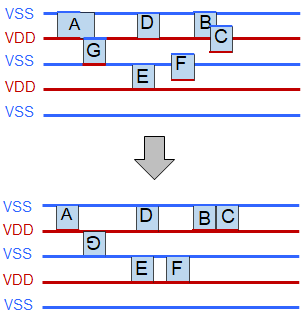 VSS A D B
VDD C
G
VSS F
E
VDD
VSS
VSS A D B C
VDD
G
VSS
E F
VDD
VSS